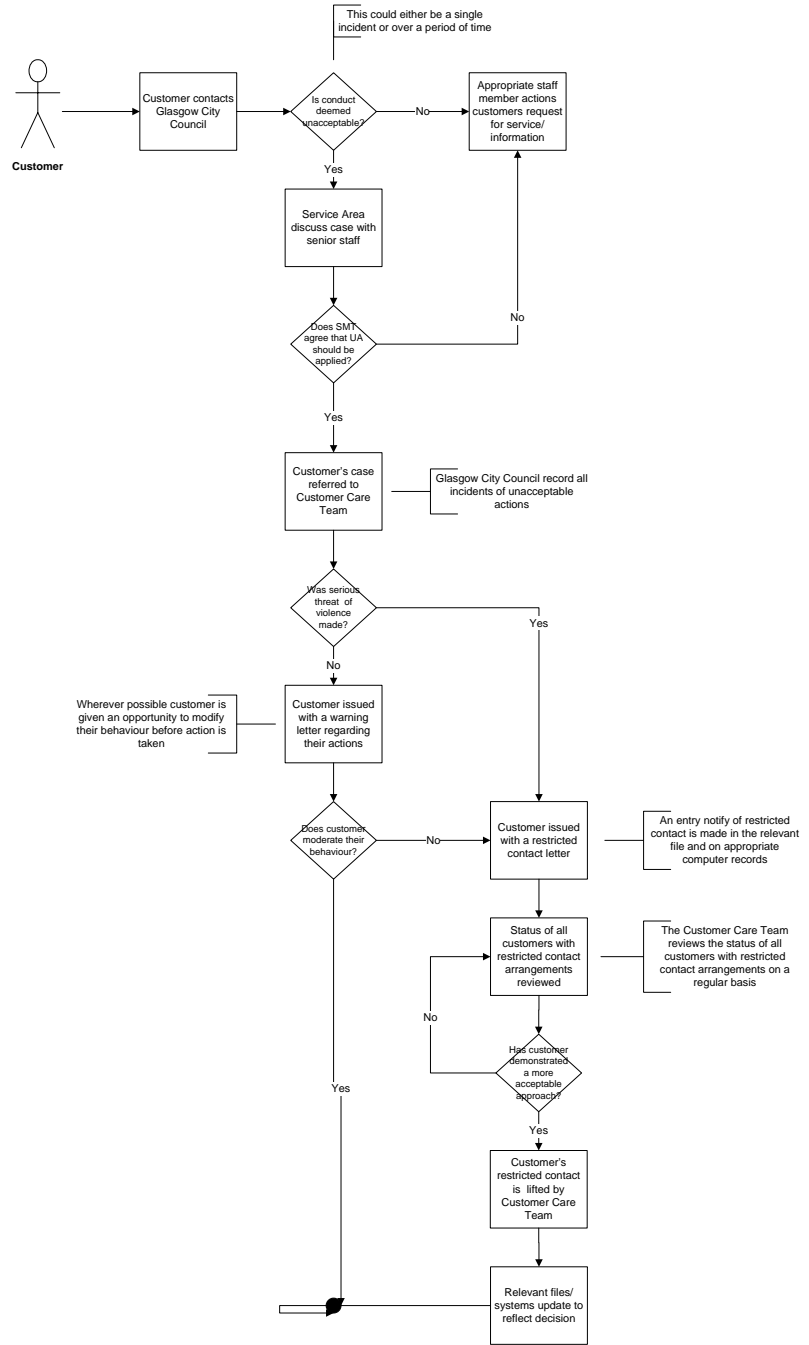 This could either be a single
incident or over a period of time
Customer
Customer contacts
Glasgow City
Council
Is conduct
deemed
unacceptable?
No
Appropriate staff
member actions
customers request
for service/
information
Yes
Service Area
discuss case with
senior staff
Does SMT
agree that UA
should be
applied?
No
Yes
Customer's case
referred to
Customer Care
Team
Glasgow City Council record all
incidents of unacceptable
actions
Was serious
threat of
violence
made?
Yes
No
Wherever possible customer is
given an opportunity to modify
their behaviour before action is
taken
Customer issued
with a warning
letter regarding
their actions
Does customer
moderate their
behaviour?
No
Customer issued
with a restricted
contact letter
An entry notify of restricted
contact is made in the relevant
file and on appropriate
computer records
Status of all
customers with
restricted contact
arrangements
reviewed
The Customer Care Team
reviews the status of all
customers with restricted
contact arrangements on a
regular basis
No
Has customer
demonstrated
a more
acceptable
approach?
Yes
Yes
Customer's
restricted contact
is lifted by
Customer Care
Team
Relevant files/
systems update to
reflect decision